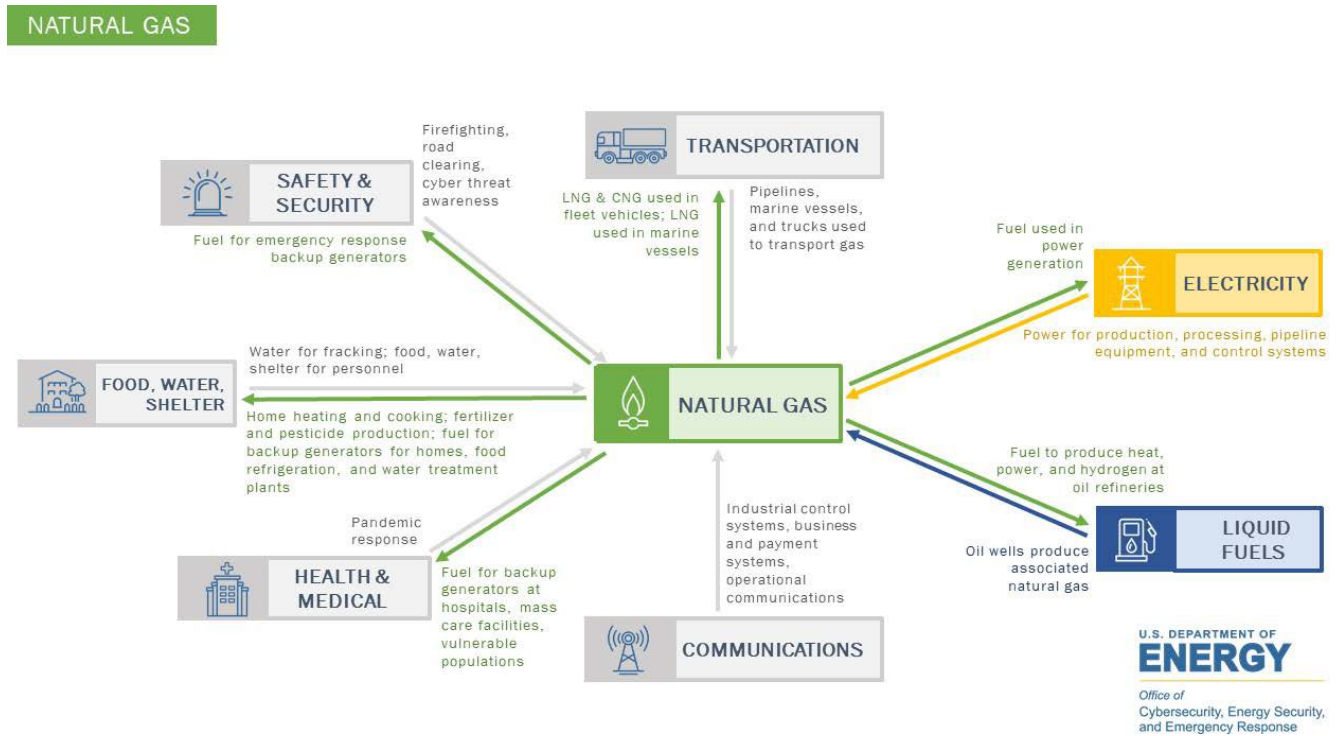 NATURAL GAS
Firefighting,
road
clearing,
cyber threat
awareness
SAFETY &
SECURITY
Fuel for emergency response
backup generators
TRANSPORTATION
LNG & CNG used in
fleet vehicles; LNG
used in marine
vessels
Pipelines,
marine vessels,
and trucks used
to transport gas
Fuel used in
power
generation
ELECTRICITY
Power for production, processing, pipeline
equipment, and control systems
Water for fracking; food, water,
shelter for personnel
FOOD, WATER,
SHELTER
Home heating and cooking; fertilizer
and pesticide production; fuel for
backup generators for homes, food
refrigeration, and water treatment
plants
NATURAL GAS
Fuel to produce heat,
power, and hydrogen at
oil refineries
LIQUID
FUELS
Oil wells produce
associated
natural gas
Pandemic
response
HEALTH &
MEDICAL
Fuel for backup
generators at
hospitals, mass
care facilities,
vulnerable
populations
Industrial control
systems, business
and payment
systems,
operational
communications
COMMUNICATIONS
U.S. DEPARTMENT OF
ENERGY
Office of
Cybersecurity, Energy Security,
and Emergency Response